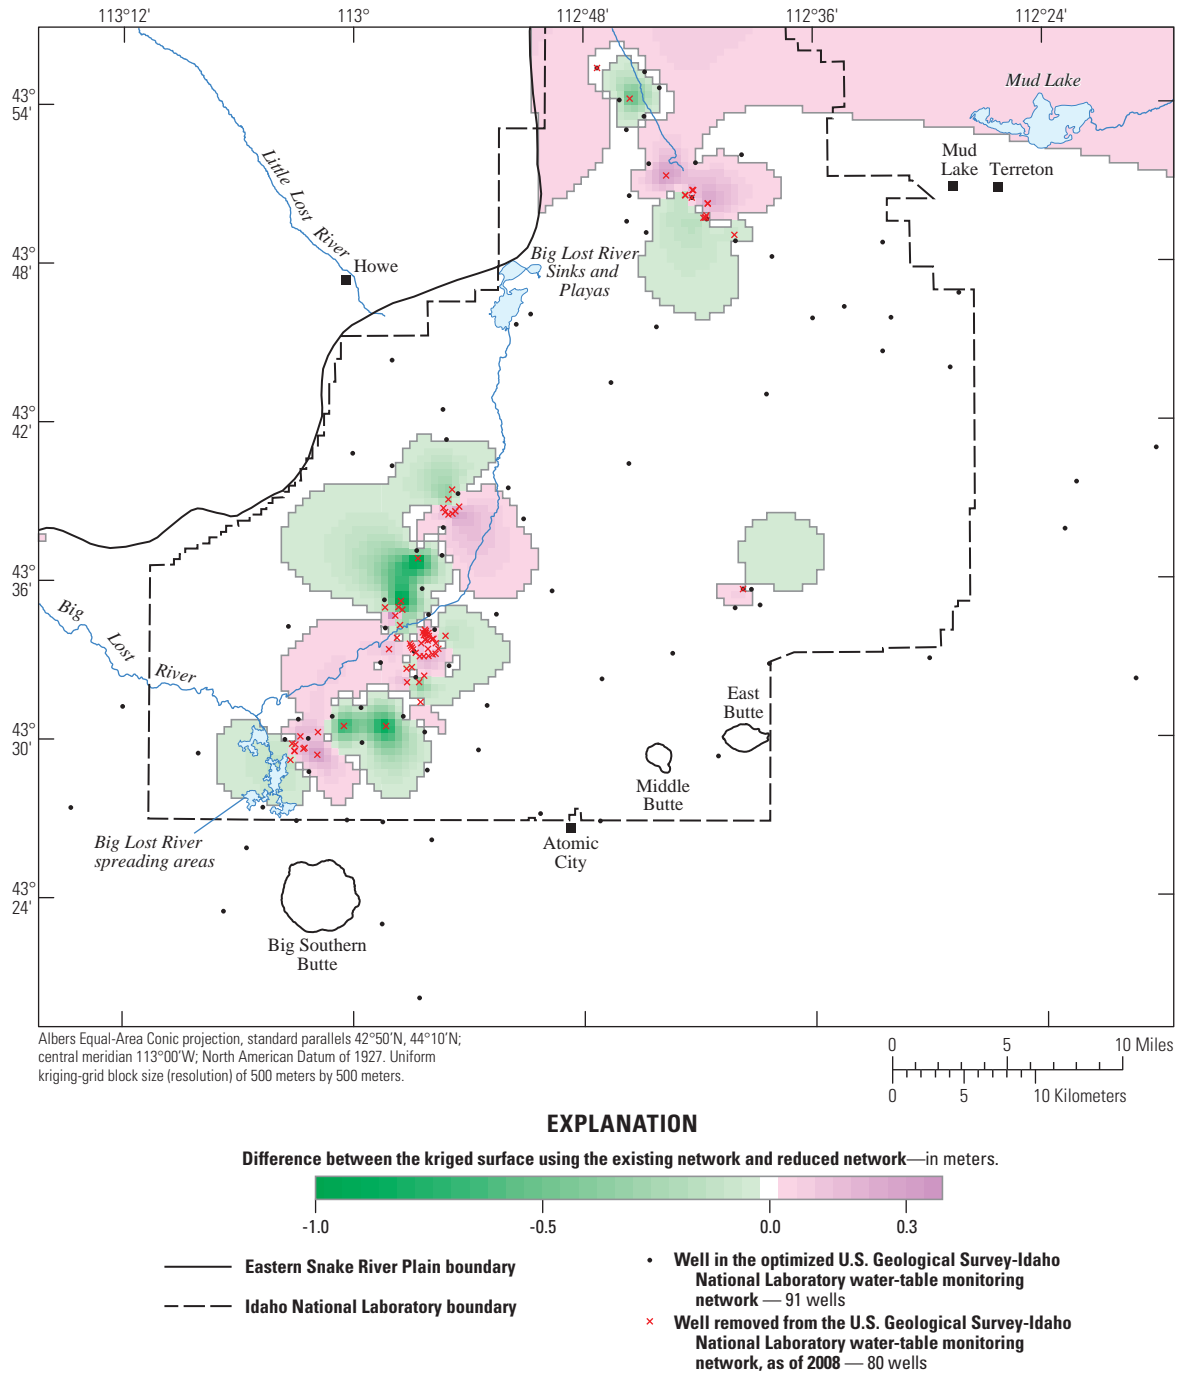 113°12'
113°
112°48'
112°36'
112°24'
43°
54'
Mud Lake
Mud
Lake
Terreton
Little Lost River
43°
48'
Howe
Big Lost River
Sinks and
Playas
43°
42'
43°
36'
Big Lost River
43°
30'
East
Butte
Middle
Butte
Big Lost River
spreading areas
Atomic
City
43°
24'
Big Southern
Butte
Albers Equal-Area Conic projection, standard parallels 42°50'N, 44°10'N;
central meridian 113°00'W; North American Datum of 1927. Uniform
kriging-grid block size (resolution) of 500 meters by 500 meters.
0 5 10 Miles
0 5 10 Kilometers
EXPLANATION
Difference between the kriged surface using the existing network and reduced network—in meters.
-1.0 -0.5 0.0 0.3
Eastern Snake River Plain boundary
Idaho National Laboratory boundary
Well in the optimized U.S. Geological Survey-Idaho
National Laboratory water-table monitoring
network — 91 wells
Well removed from the U.S. Geological Survey-Idaho
National Laboratory water-table monitoring
network, as of 2008 — 80 wells